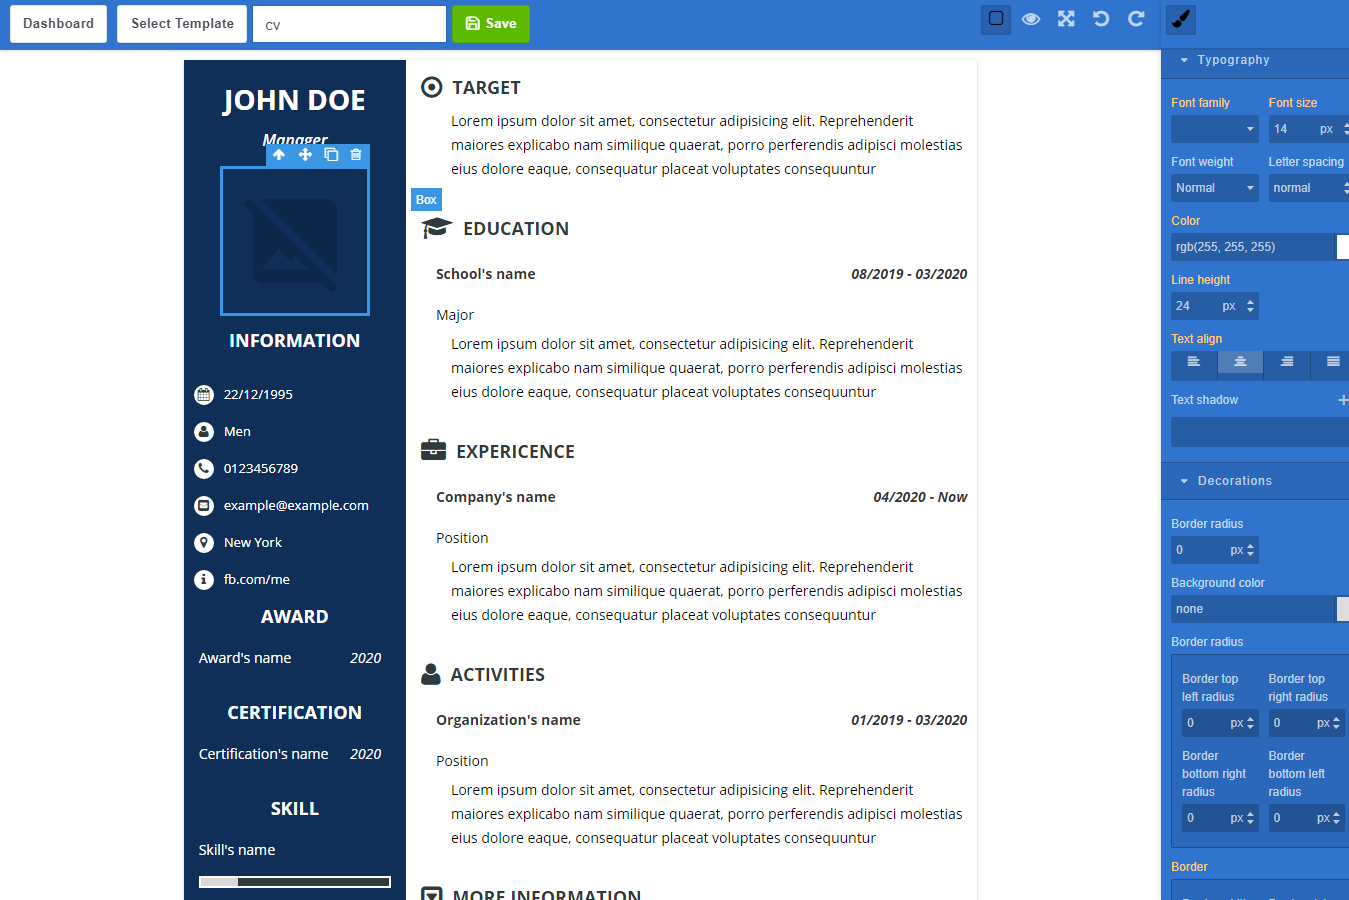 Dashboard
Select Template
cv
Save
JOHN DOE
Manager
INFORMATION
22/12/1995
Men
0123456789
example@example.com
New York
fb.com/me
AWARD
Award's name 2020
CERTIFICATION
Certification's name 2020
SKILL
Skill's name
TARGET
Lorem ipsum dolor sit amet, consectetur adipisicing elit. Reprehenderit
maiores explicabo nam similique quaerat, porro perferendis adipisci molestias
eius dolore eaque, consequatur placeat voluptates consequuntur
Box
EDUCATION
School's name 08/2019 - 03/2020
Major
Lorem ipsum dolor sit amet, consectetur adipisicing elit. Reprehenderit
maiores explicabo nam similique quaerat, porro perferendis adipisci molestias
eius dolore eaque, consequatur placeat voluptates consequuntur
EXPERICENCE
Company's name 04/2020 - Now
Position
Lorem ipsum dolor sit amet, consectetur adipisicing elit. Reprehenderit
maiores explicabo nam similique quaerat, porro perferendis adipisci molestias
eius dolore eaque, consequatur placeat voluptates consequuntur
ACTIVITIES
Organization's name 01/2019 - 03/2020
Position
Lorem ipsum dolor sit amet, consectetur adipisicing elit. Reprehenderit
maiores explicabo nam similique quaerat, porro perferendis adipisci molestias
eius dolore eaque, consequatur placeat voluptates consequuntur
MORE INFORMATION
Typography
Font family Font size
14 px
Font weight Letter spacing
Normal normal
Color
rgb(255, 255, 255)
Line height
24 px
Text align
Text shadow
Decorations
Border radius
0 px
Background color
none
Border radius
Border top left radius
Border top right radius
0 px 0 px
Border bottom right radius
Border bottom left radius
0 px 0 px
Border